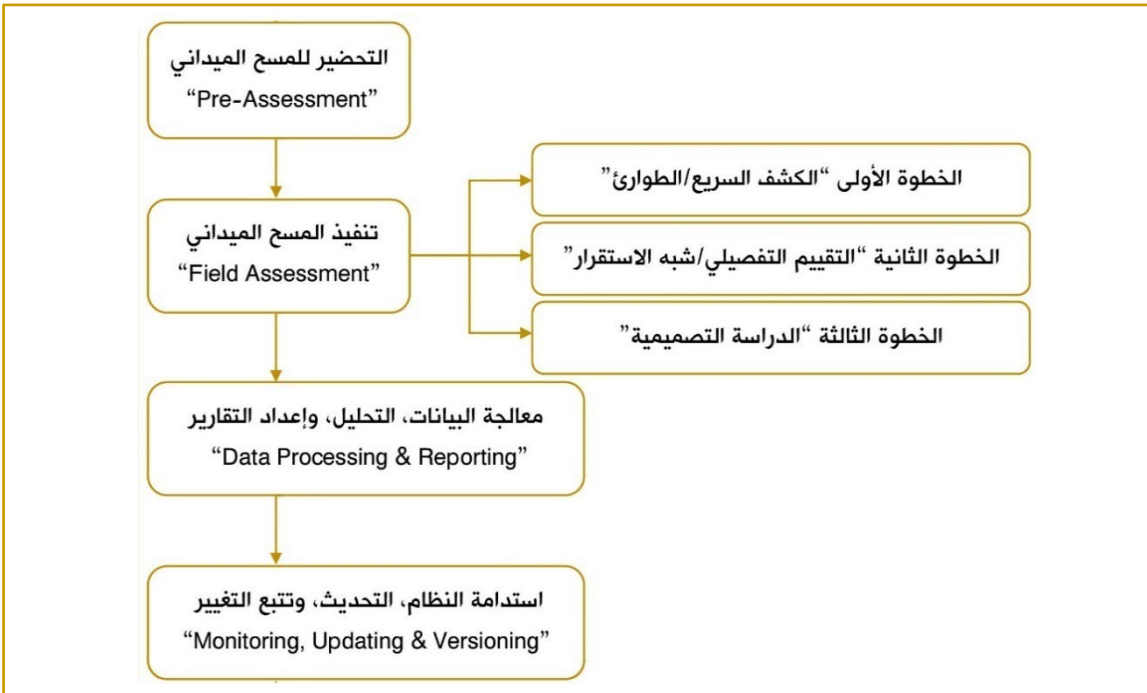 التحضير للمسح الميداني
“Pre-Assessment”
تنفيذ المسح الميداني
“Field Assessment”
الخطوة الأولى “الكشف السريع/الطوارئ”
الخطوة الثانية “التقييم التفصيلي/شبه الاستقرار”
الخطوة الثالثة “الدراسة التصميمية”
معالجة البيانات، التحليل، وإعداد التقارير
“Data Processing & Reporting”
استدامة النظام، التحديث، وتتبع التغيير
“Monitoring, Updating & Versioning”